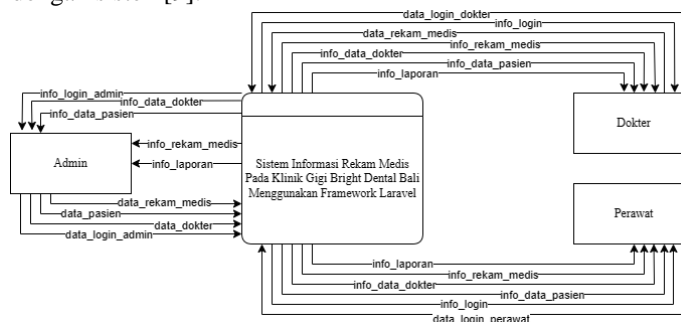 data_login_dokter
info_login
data_rekam_medis
info_rekam_medis
info_data_dokter
info_data_pasien
info_laporan
info_login_admin
info_data_dokter
info_data_pasien
info_rekam_medis
info_laporan
Admin
Sistem Informasi Rekam Medis
Pada Klinik Gigi Bright Dental Bali
Menggunakan Framework Laravel
Dokter
Perawat
data_rekam_medis
data_pasien
data_dokter
data_login_admin
info_laporan
info_rekam_medis
info_data_dokter
info_data_pasien
info_login
data_login_perawat